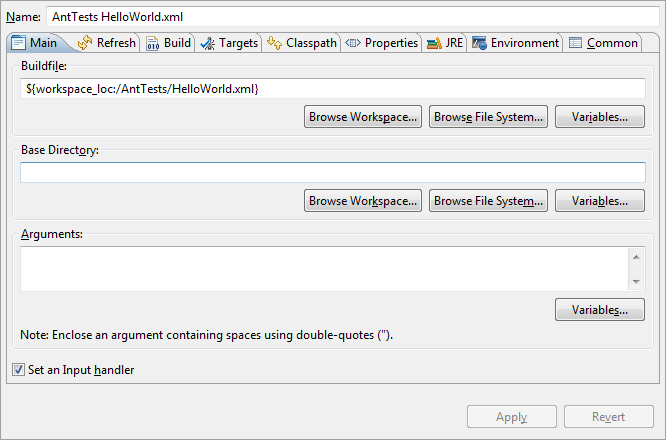 Name: AntTests HelloWorld.xml
Main Refresh Build Targets Classpath Properties JRE Environment Common
Buildfile:
${workspace_loc:/AntTests/HelloWorld.xml}
Browse Workspace... Browse File System... Variables...
Base Directory:
Browse Workspace... Browse File System... Variables...
Arguments:
Variables...
Note: Enclose an argument containing spaces using double-quotes (").
Set an Input handler
Apply Revert